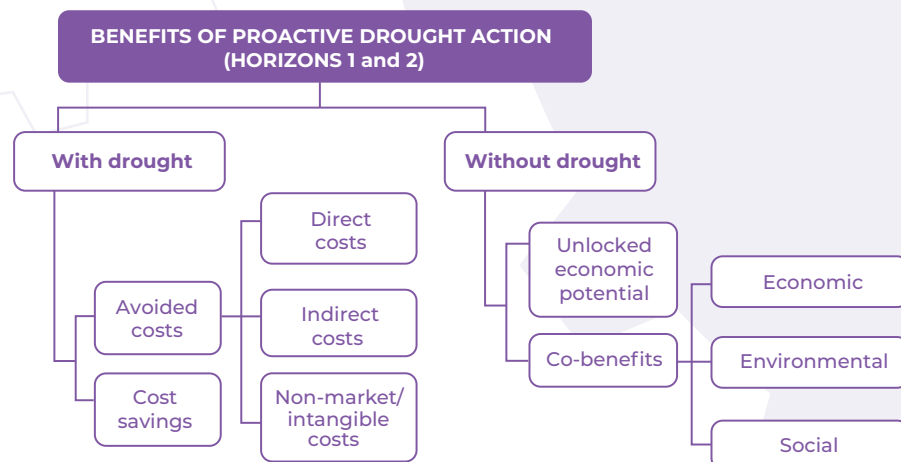 BENEFITS OF PROACTIVE DROUGHT ACTION
(HORIZONS 1 and 2)
With drought
Avoided
costs
Direct
costs
Indirect
costs
Non-market/
intangible
costs
Cost
savings
Without drought
Unlocked
economic
potential
Co-benefits
Economic
Environmental
Social